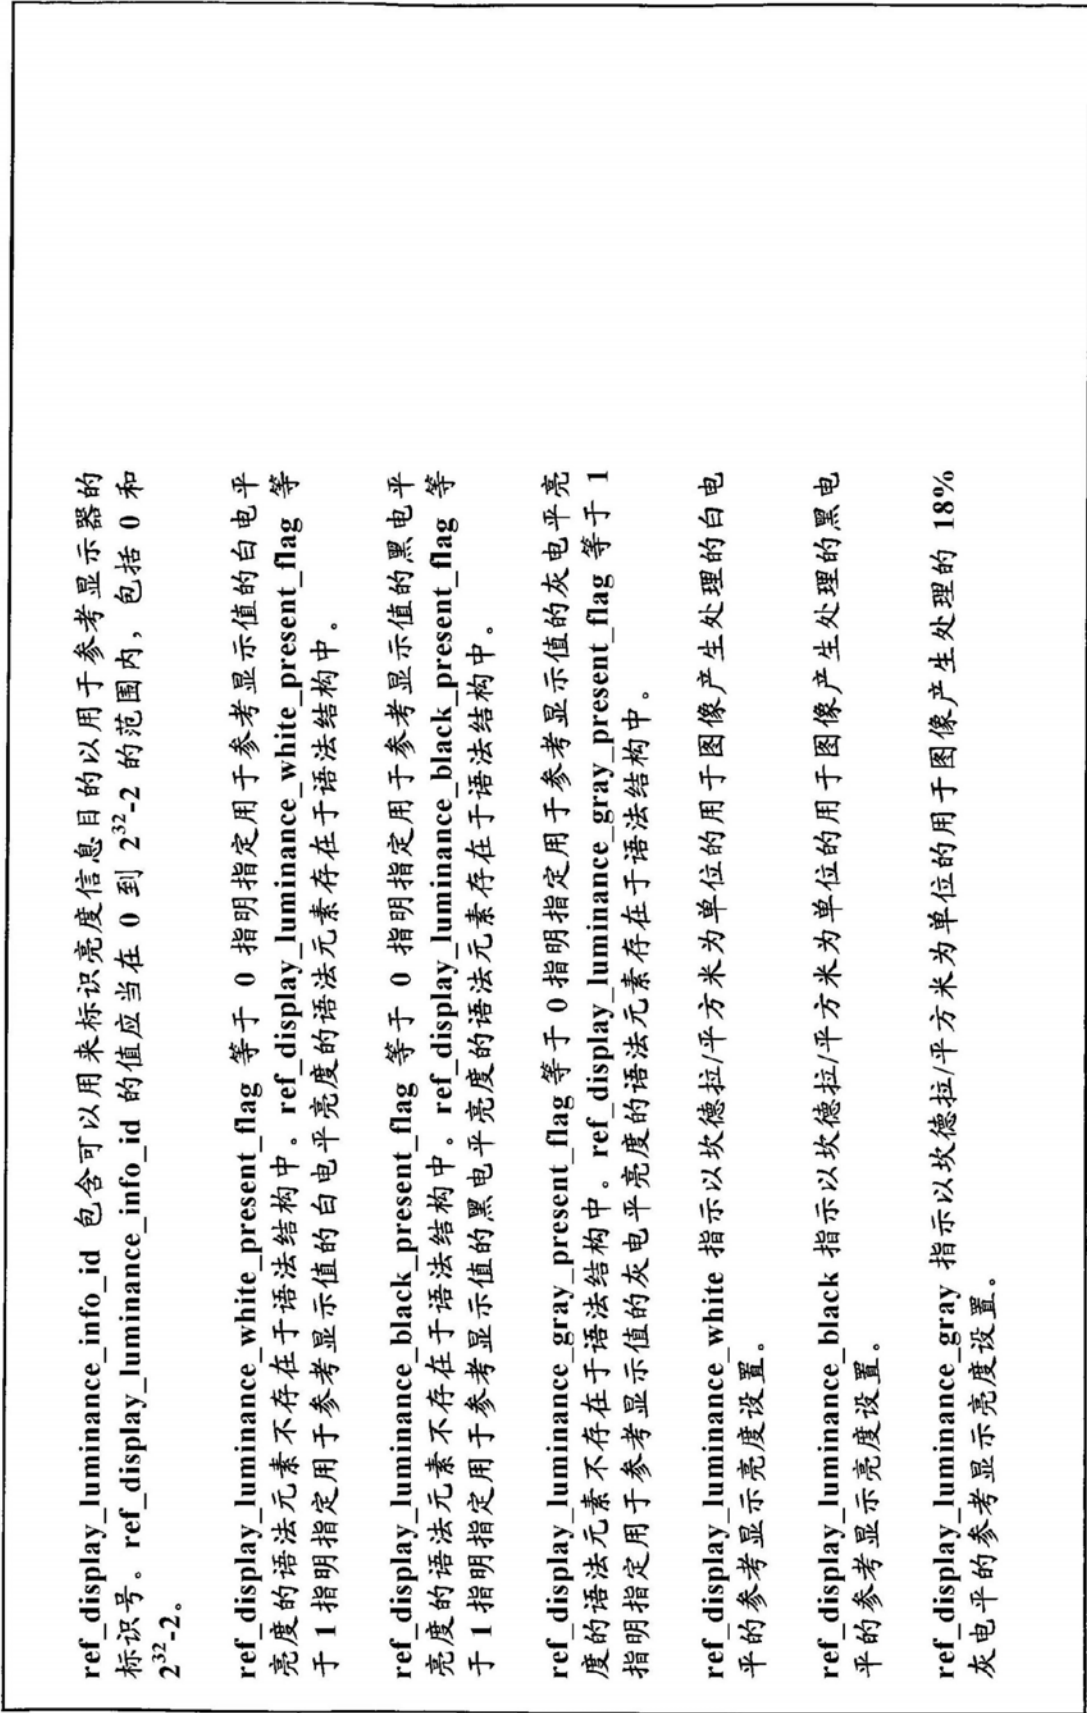 ref_display_luminance_info_id 包含可以用来标识亮度信息目的以用于参考显示器的
标识号。ref_display_luminance_info_id 的值应当在 0 到 2³²-2 的范围内，包括 0 和
2³²-2。
ref_display_luminance_white_present_flag 等于 0 指明指定用于参考显示值的白电平
亮度的语法元素不存在于语法结构中。ref_display_luminance_white_present_flag 等
于 1 指明指定用于参考显示值的白电平亮度的语法元素存在于语法结构中。
ref_display_luminance_black_present_flag 等于 0 指明指定用于参考显示值的黑电平
亮度的语法元素不存在于语法结构中。ref_display_luminance_black_present_flag 等
于 1 指明指定用于参考显示值的黑电平亮度的语法元素存在于语法结构中。
ref_display_luminance_gray_present_flag 等于 0 指明指定用于参考显示值的灰电平亮
度的语法元素不存在于语法结构中。ref_display_luminance_gray_present_flag 等于 1
指明指定用于参考显示值的灰电平亮度的语法元素存在于语法结构中。
ref_display_luminance_white 指示以坎德拉/平方米为单位的用于图像产生处理的白电
平的参考显示亮度设置。
ref_display_luminance_black 指示以坎德拉/平方米为单位的用于图像产生处理的黑电
平的参考显示亮度设置。
ref_display_luminance_gray 指示以坎德拉/平方米为单位的用于图像产生处理的 18%
灰电平的参考显示亮度设置。